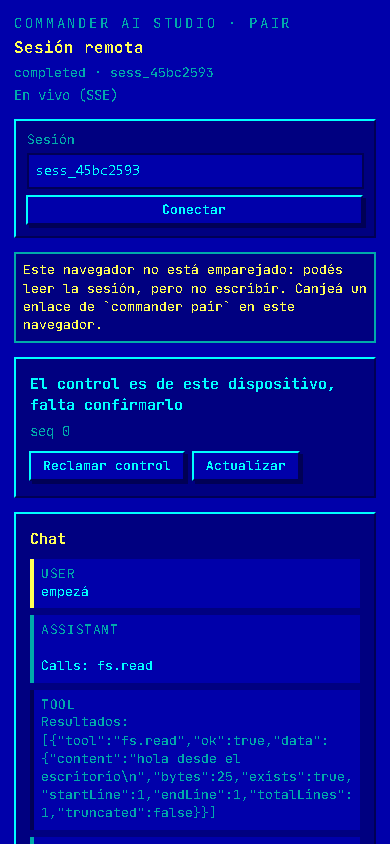 COMMANDER AI STUDIO · PAIR
Sesión remota
completed · sess_45bc2593
En vivo (SSE)
Sesión
sess_45bc2593
Conectar
Este navegador no está emparejado: podés
leer la sesión, pero no escribir. Canjeá un
enlace de `commander pair` en este
navegador.
El control es de este dispositivo,
falta confirmarlo
seq 0
Reclamar control
Actualizar
Chat
USER
empezá
ASSISTANT
Calls: fs.read
TOOL
Resultados:
[{"tool":"fs.read","ok":true,"data":
{"content":"hola desde el
escritorio\n","bytes":25,"exists":true,
"startLine":1,"endLine":1,"totalLines":
1,"truncated":false}}]